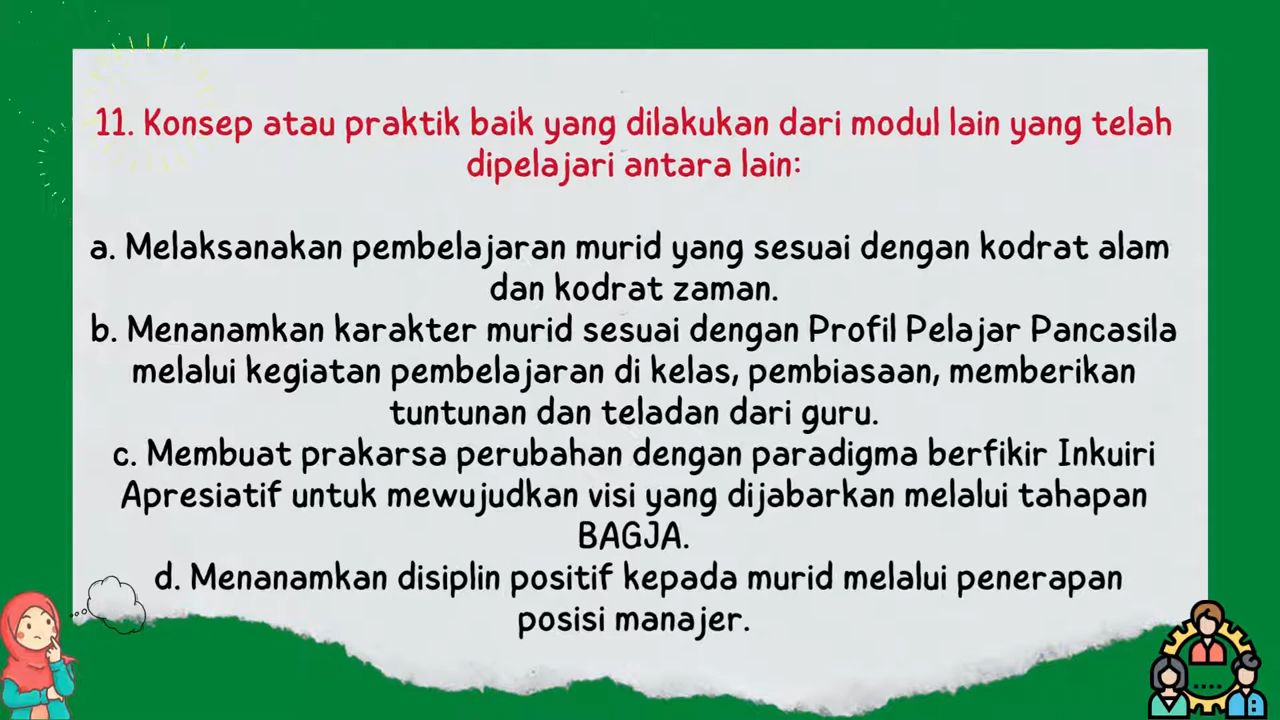 11. Konsep atau praktik baik yang dilakukan dari modul lain yang telah
dipelajari antara lain:
a. Melaksanakan pembelajaran murid yang sesuai dengan kodrat alam
dan kodrat zaman.
b. Menanamkan karakter murid sesuai dengan Profil Pelajar Pancasila
melalui kegiatan pembelajaran di kelas, pembiasaan, memberikan
tuntunan dan teladan dari guru.
c. Membuat prakarsa perubahan dengan paradigma berfikir Inkuiri
Apresiatif untuk mewujudkan visi yang dijabarkan melalui tahapan
BAGJA.
d. Menanamkan disiplin positif kepada murid melalui penerapan
posisi manajer.